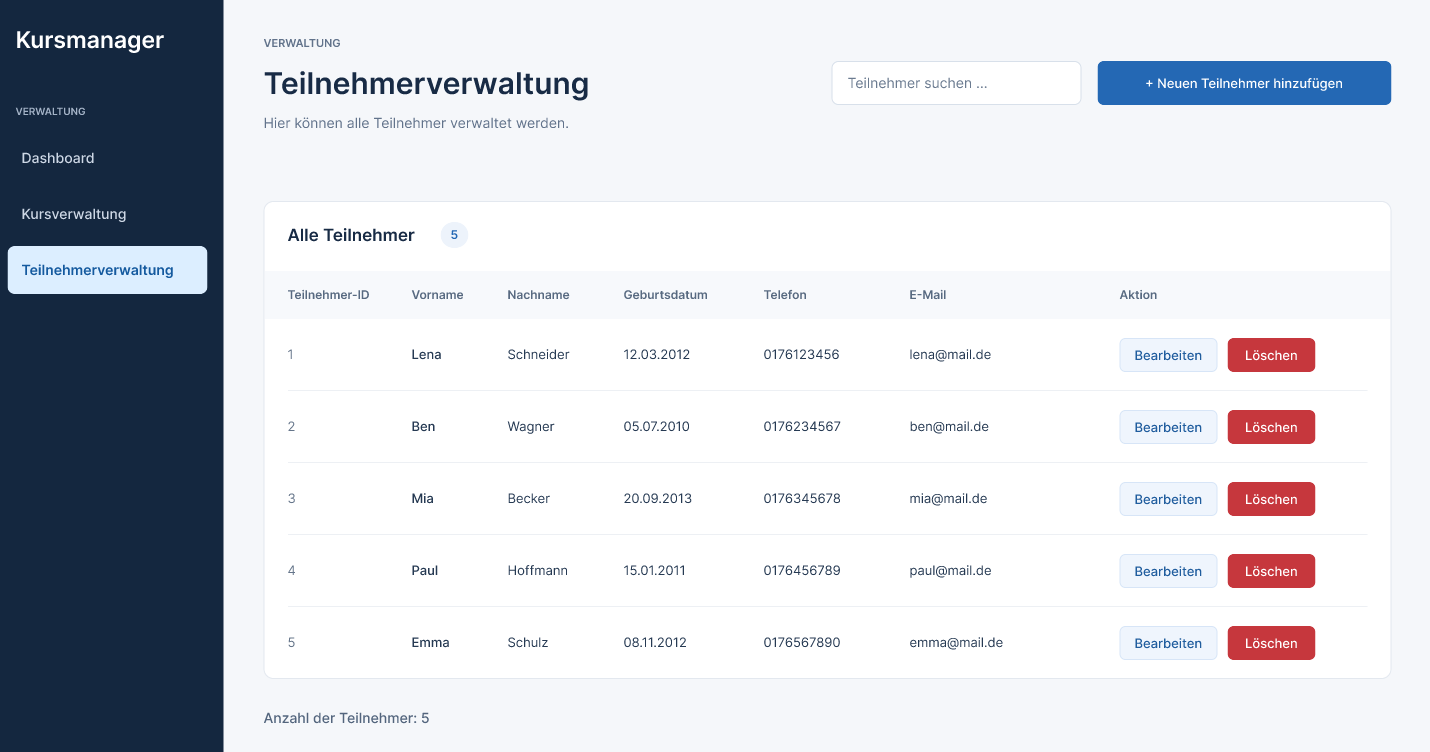 Kursmanager
VERWALTUNG
Dashboard
Kursverwaltung
Teilnehmerverwaltung
VERWALTUNG
Teilnehmerverwaltung
Hier können alle Teilnehmer verwaltet werden.
Teilnehmer suchen ...
+ Neuen Teilnehmer hinzufügen
Alle Teilnehmer 5
Teilnehmer-ID Vorname Nachname Geburtsdatum Telefon E-Mail Aktion
1 Lena Schneider 12.03.2012 0176123456 lena@mail.de Bearbeiten Löschen
2 Ben Wagner 05.07.2010 0176234567 ben@mail.de Bearbeiten Löschen
3 Mia Becker 20.09.2013 0176345678 mia@mail.de Bearbeiten Löschen
4 Paul Hoffmann 15.01.2011 0176456789 paul@mail.de Bearbeiten Löschen
5 Emma Schulz 08.11.2012 0176567890 emma@mail.de Bearbeiten Löschen
Anzahl der Teilnehmer: 5